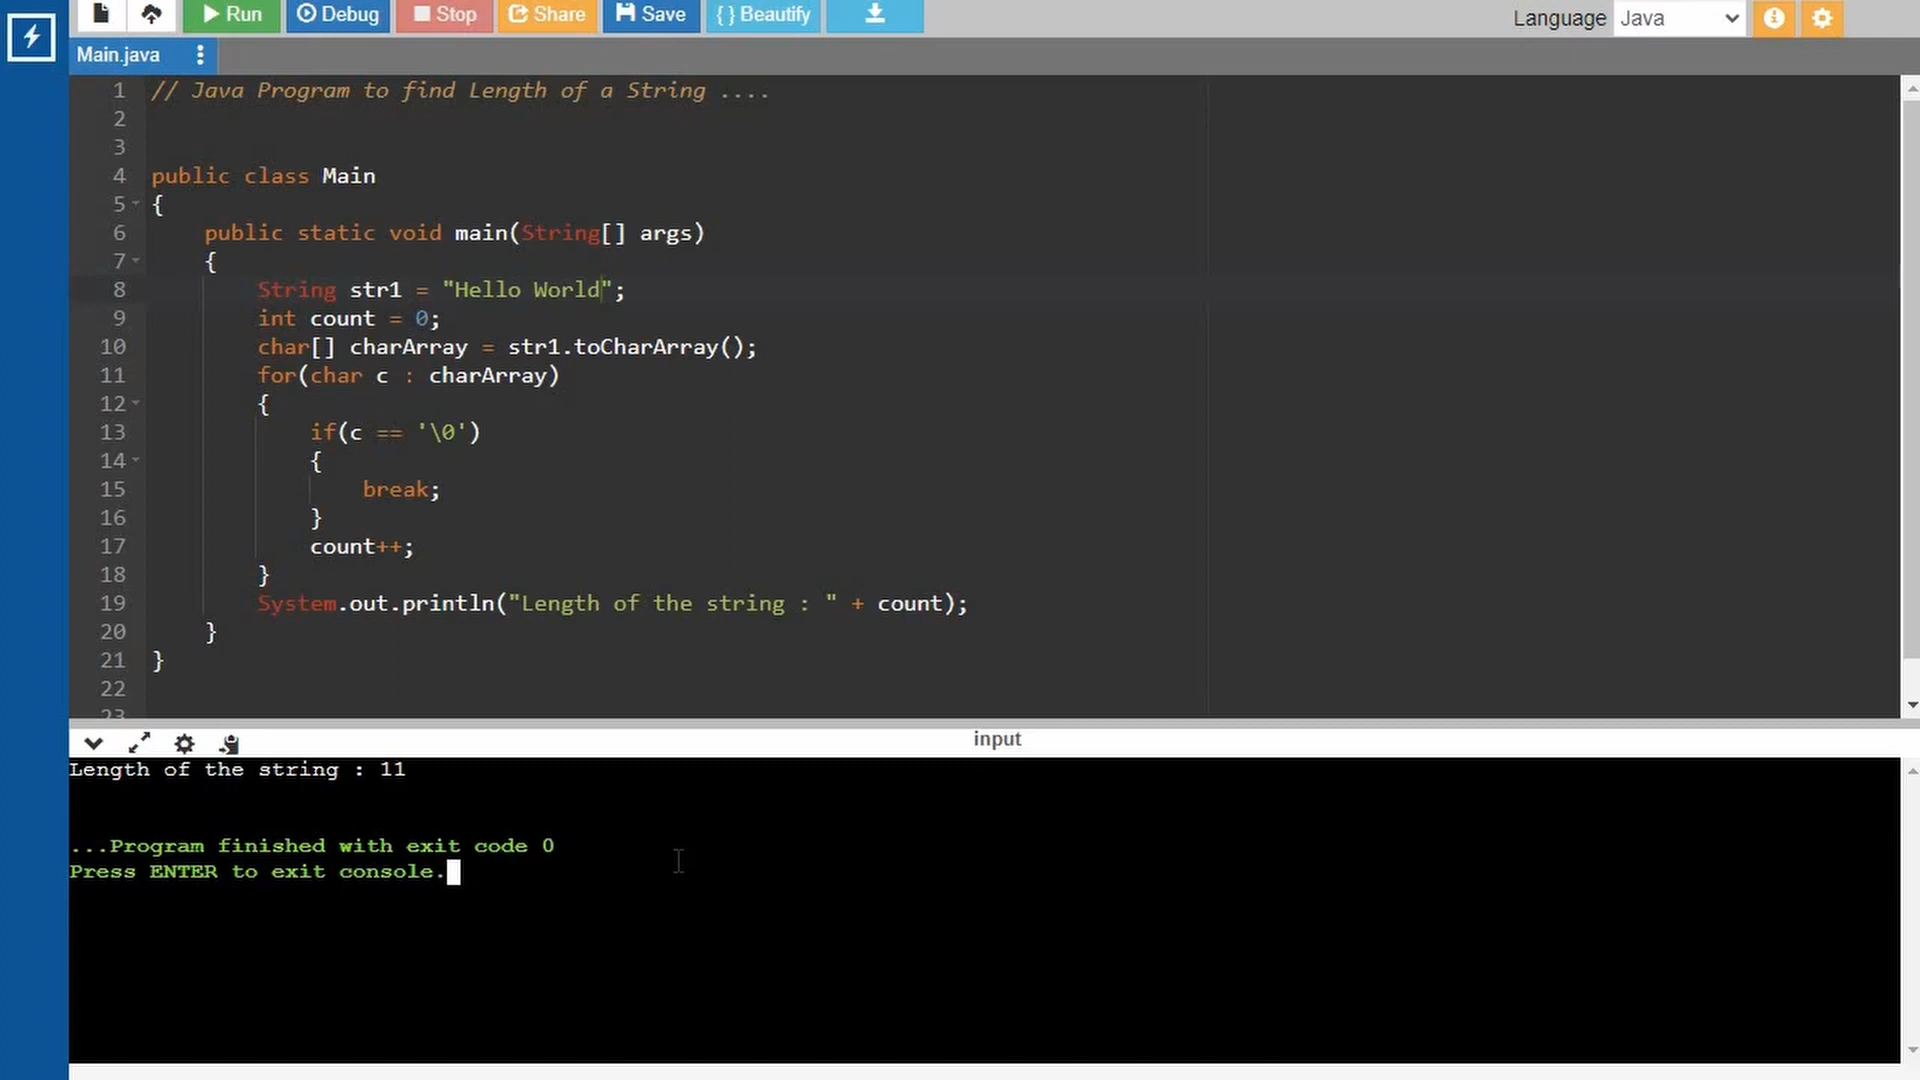 Run Debug Stop Share Save { } Beautify Language Java
Main.java
1 // Java Program to find Length of a String ....
2
3
4 public class Main
5 {
6     public static void main(String[] args)
7     {
8         String str1 = "Hello World";
9         int count = 0;
10         char[] charArray = str1.toCharArray();
11         for(char c : charArray)
12         {
13             if(c == '\0')
14             {
15                 break;
16             }
17             count++;
18         }
19         System.out.println("Length of the string : " + count);
20     }
21 }
22
23
input
Length of the string : 11
...Program finished with exit code 0
Press ENTER to exit console.